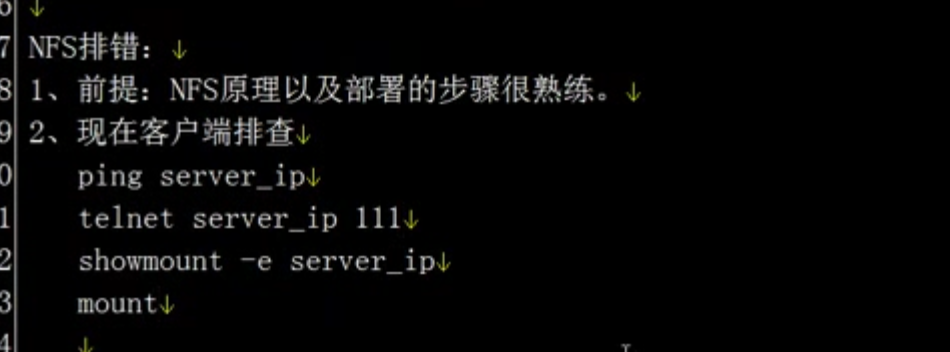 6
7 NFS排错：
8 1、前提：NFS原理以及部署的步骤很熟练。
9 2、现在客户端排查
0 ping server_ip
1 telnet server_ip 111
2 showmount -e server_ip
3 mount
4